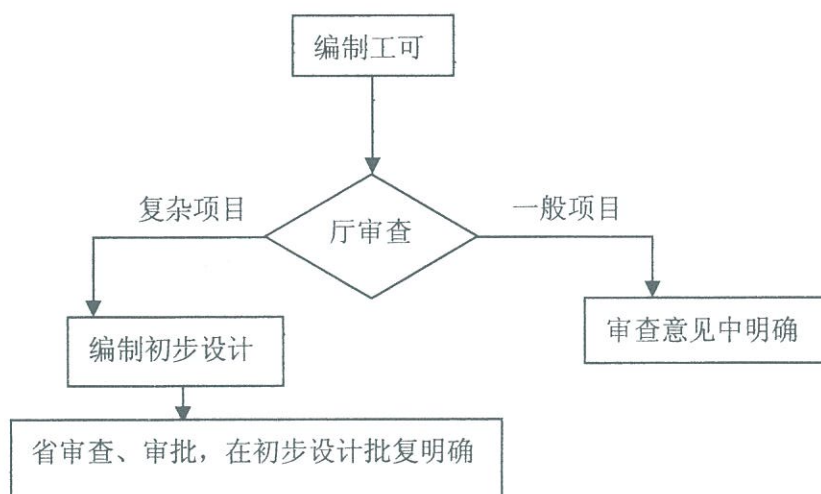 编制工可
复杂项目
一般项目
厅审查
编制初步设计
审查意见中明确
省审查、审批，在初步设计批复明确